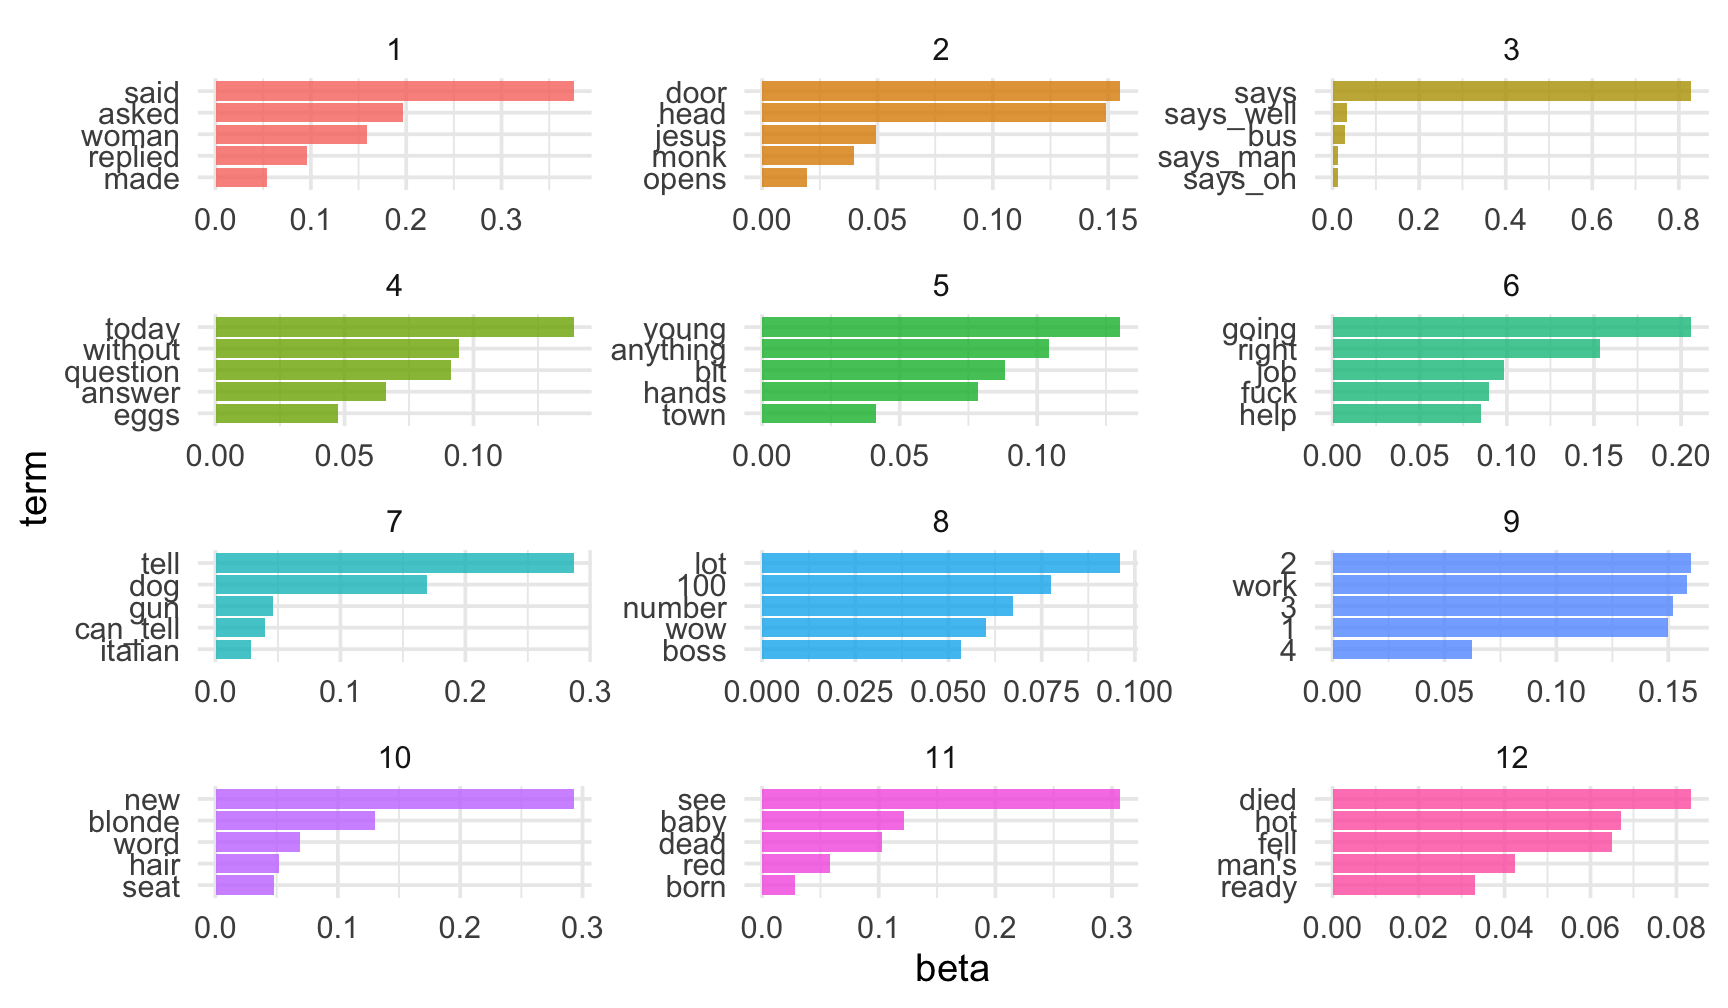 1
said
asked
woman
replied
made
0.0 0.1 0.2 0.3
2
door
head
jesus
monk
opens
0.00 0.05 0.10 0.15
3
says
says_well
bus
says_man
says_oh
0.0 0.2 0.4 0.6 0.8
4
today
without
question
answer
eggs
0.00 0.05 0.10
5
young
anything
bit
hands
town
0.00 0.05 0.10
6
going
right
job
fuck
help
0.00 0.05 0.10 0.15 0.20
7
tell
dog
gun
can_tell
italian
0.0 0.1 0.2 0.3
8
lot
100
number
wow
boss
0.000 0.025 0.050 0.075 0.100
9
2
work
3
1
4
0.00 0.05 0.10 0.15
10
new
blonde
word
hair
seat
0.0 0.1 0.2 0.3
11
see
baby
dead
red
born
0.0 0.1 0.2 0.3
12
died
hot
fell
man's
ready
0.00 0.02 0.04 0.06 0.08
term
beta